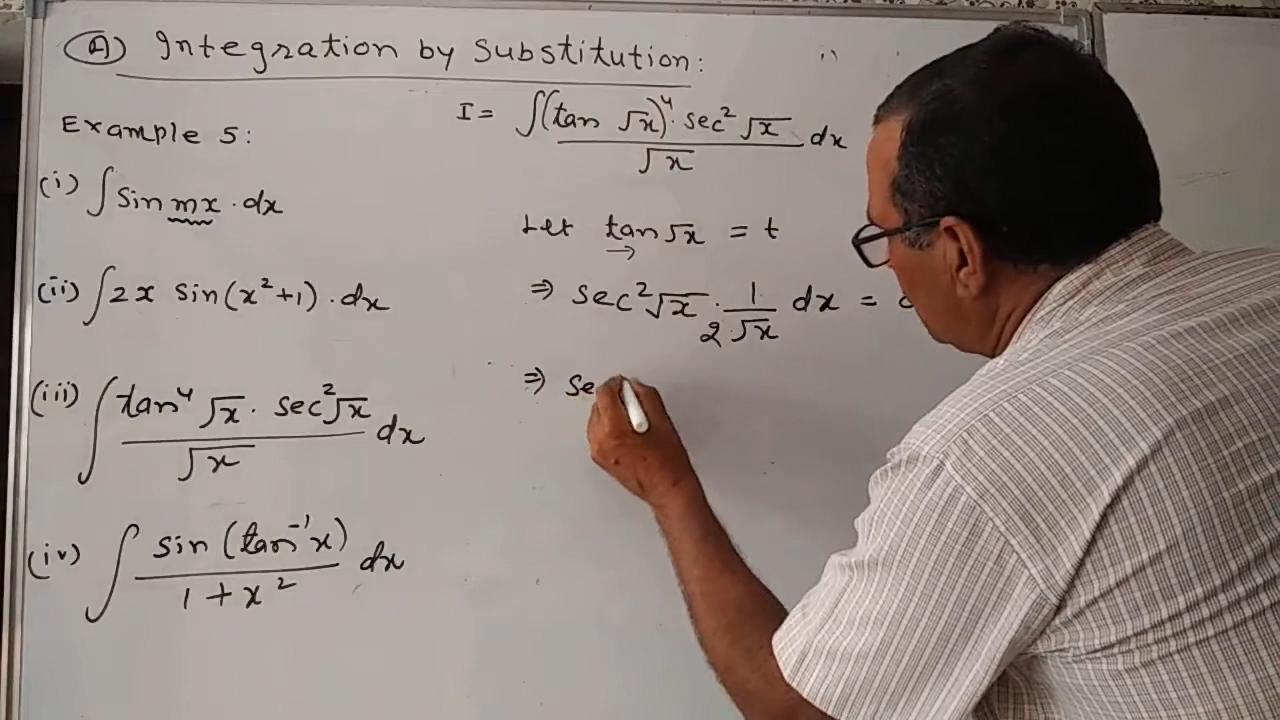 (A) Integration by Substitution:
Example 5:
(i) ∫ sin mx . dx
(ii) ∫ 2x sin(x²+1) . dx
(iii) ∫ tan⁴ √x . sec² √x / √x dx
(iv) ∫ sin (tan⁻¹x) / 1 + x² dx
I = ∫ (tan √x)⁴ . sec² √x / √x dx
Let tan √x = t
⇒ sec² √x . 1 / 2 √x dx =
⇒ se